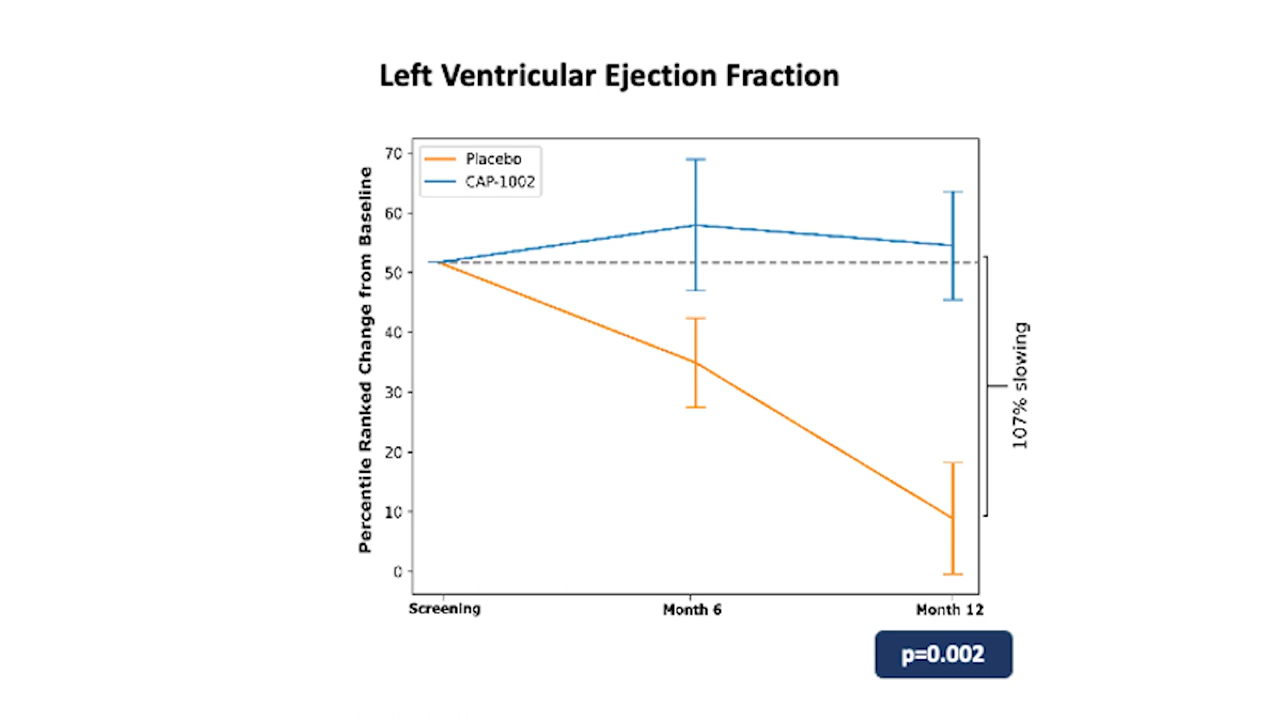 Left Ventricular Ejection Fraction
Placebo
CAP-1002
Percentile Ranked Change from Baseline
70
60
50
40
30
20
10
0
107% slowing
Screening
Month 6
Month 12
p=0.002